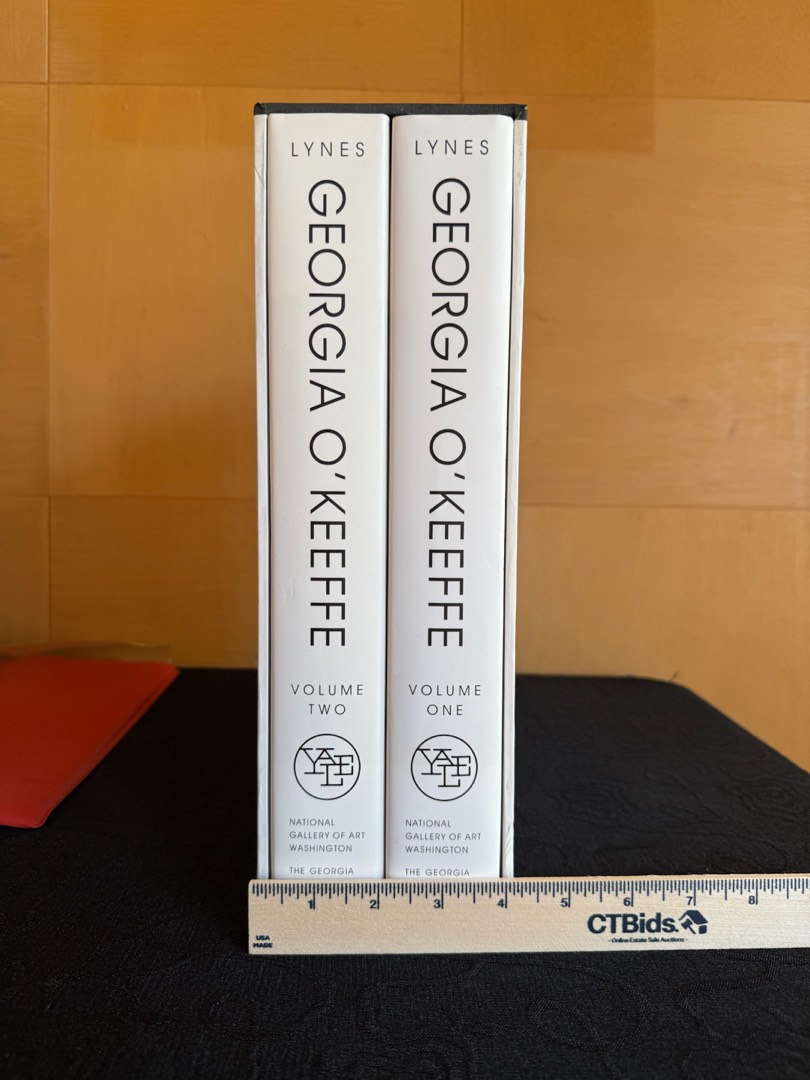 LYNES
GEORGIA O'KEEFFE
VOLUME
TWO
YALE
NATIONAL
GALLERY OF ART
WASHINGTON
THE GEORGIA
LYNES
GEORGIA O'KEEFFE
VOLUME
ONE
YALE
NATIONAL
GALLERY OF ART
WASHINGTON
THE GEORGIA
1 2 3 4 5 6 7 8
USA
MADE
CTBids.
- Online Estate Sale Auctions -